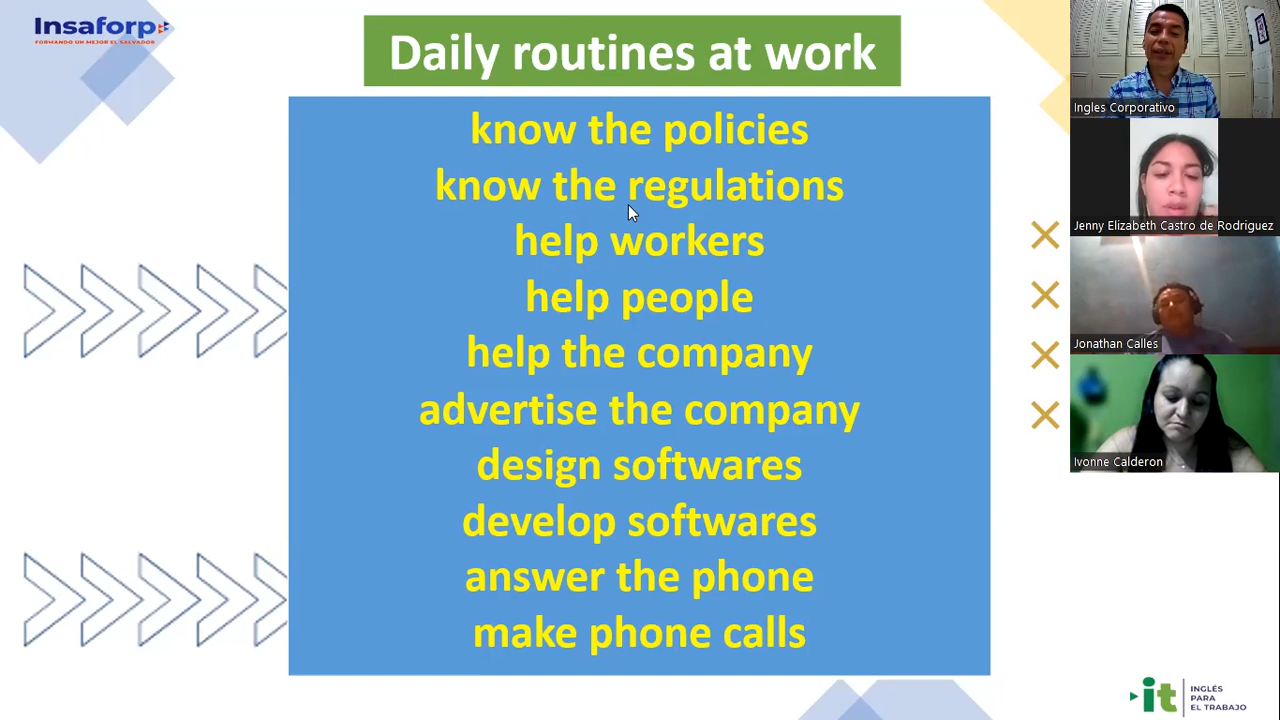 Insaforp
FORMANDO UN MEJOR EL SALVADOR
Daily routines at work
know the policies
know the regulations
help workers
help people
help the company
advertise the company
design softwares
develop softwares
answer the phone
make phone calls
Ingles Corporativo
Jenny Elizabeth Castro de Rodriguez
Jonathan Calles
Ivonne Calderon
it
INGLÉS
PARA
EL TRABAJO